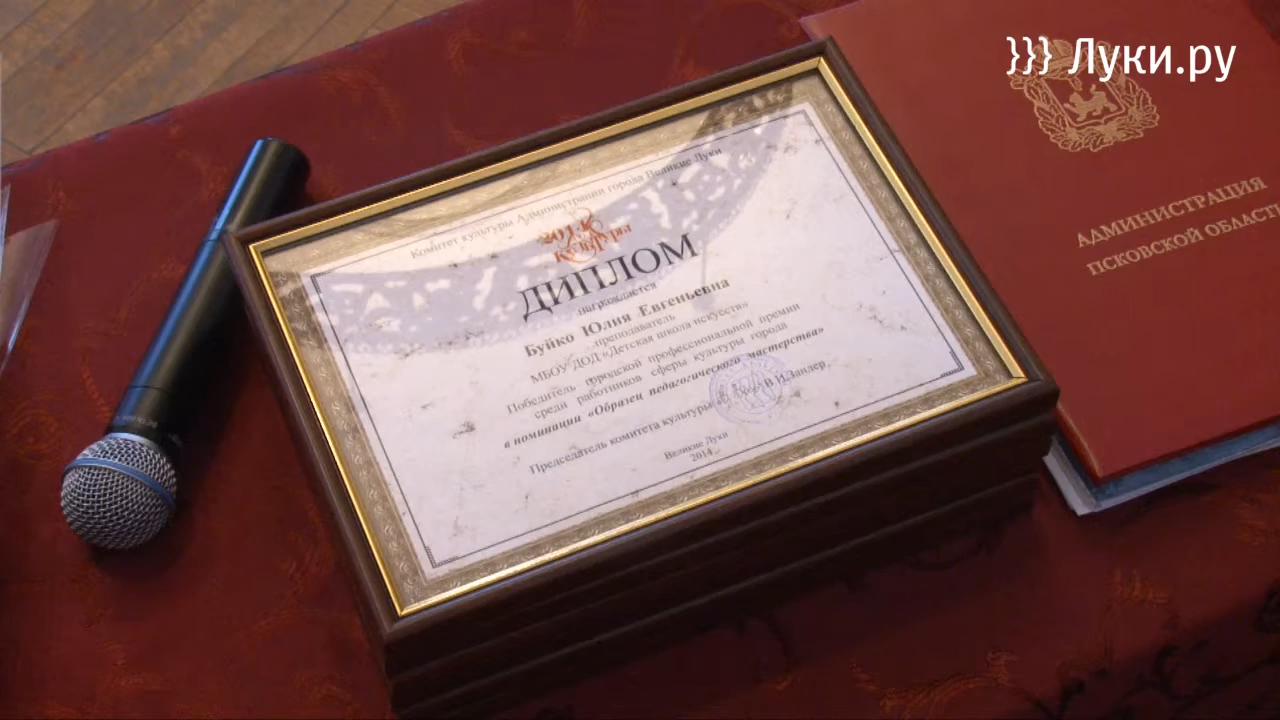 }}} Луки.ру
АДМИНИСТРАЦИЯ
ПСКОВСКОЙ ОБЛАСТИ
Комитет культуры Администрации города Великие Луки
2014
культуры
ДИПЛОМ
награждается
Буйко Юлия Евгеньевна
преподаватель
МБОУ ДОД «Детская школа искусств»
Победитель городской профессиональной премии
среди работников сферы культуры города
в номинации «Образец педагогического мастерства»
Председатель комитета культуры В.И.Зандер
Великие Луки
2014